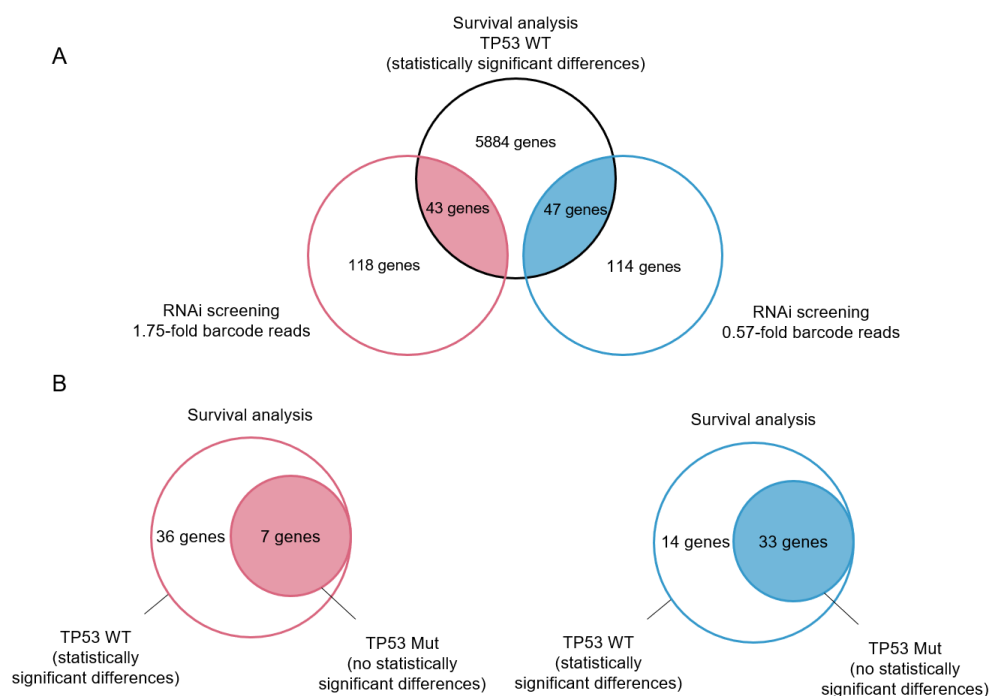 A
Survival analysis
TP53 WT
(statistically significant differences)
5884 genes
43 genes
47 genes
118 genes
114 genes
RNAi screening
1.75-fold barcode reads
RNAi screening
0.57-fold barcode reads
B
Survival analysis
36 genes
7 genes
TP53 WT
(statistically
significant differences)
TP53 Mut
(no statistically
significant differences)
Survival analysis
14 genes
33 genes
TP53 WT
(statistically
significant differences)
TP53 Mut
(no statistically
significant differences)